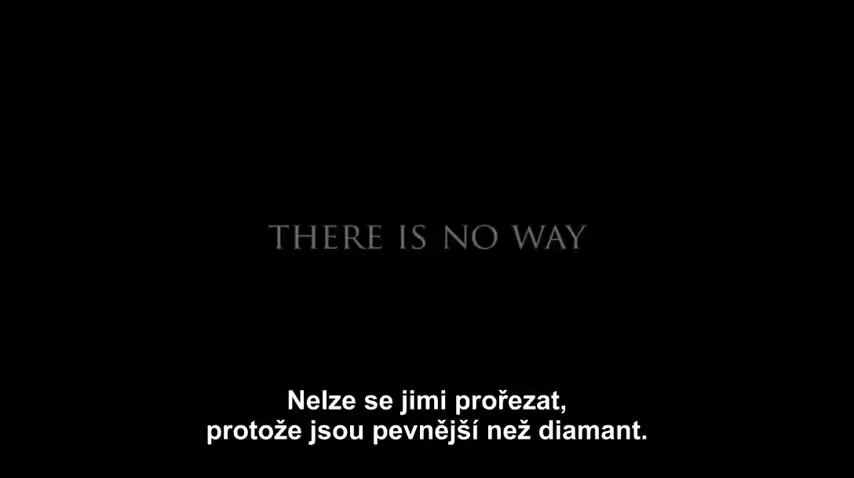 THERE IS NO WAY
Nelze se jimi prořezat,
protože jsou pevnější než diamant.